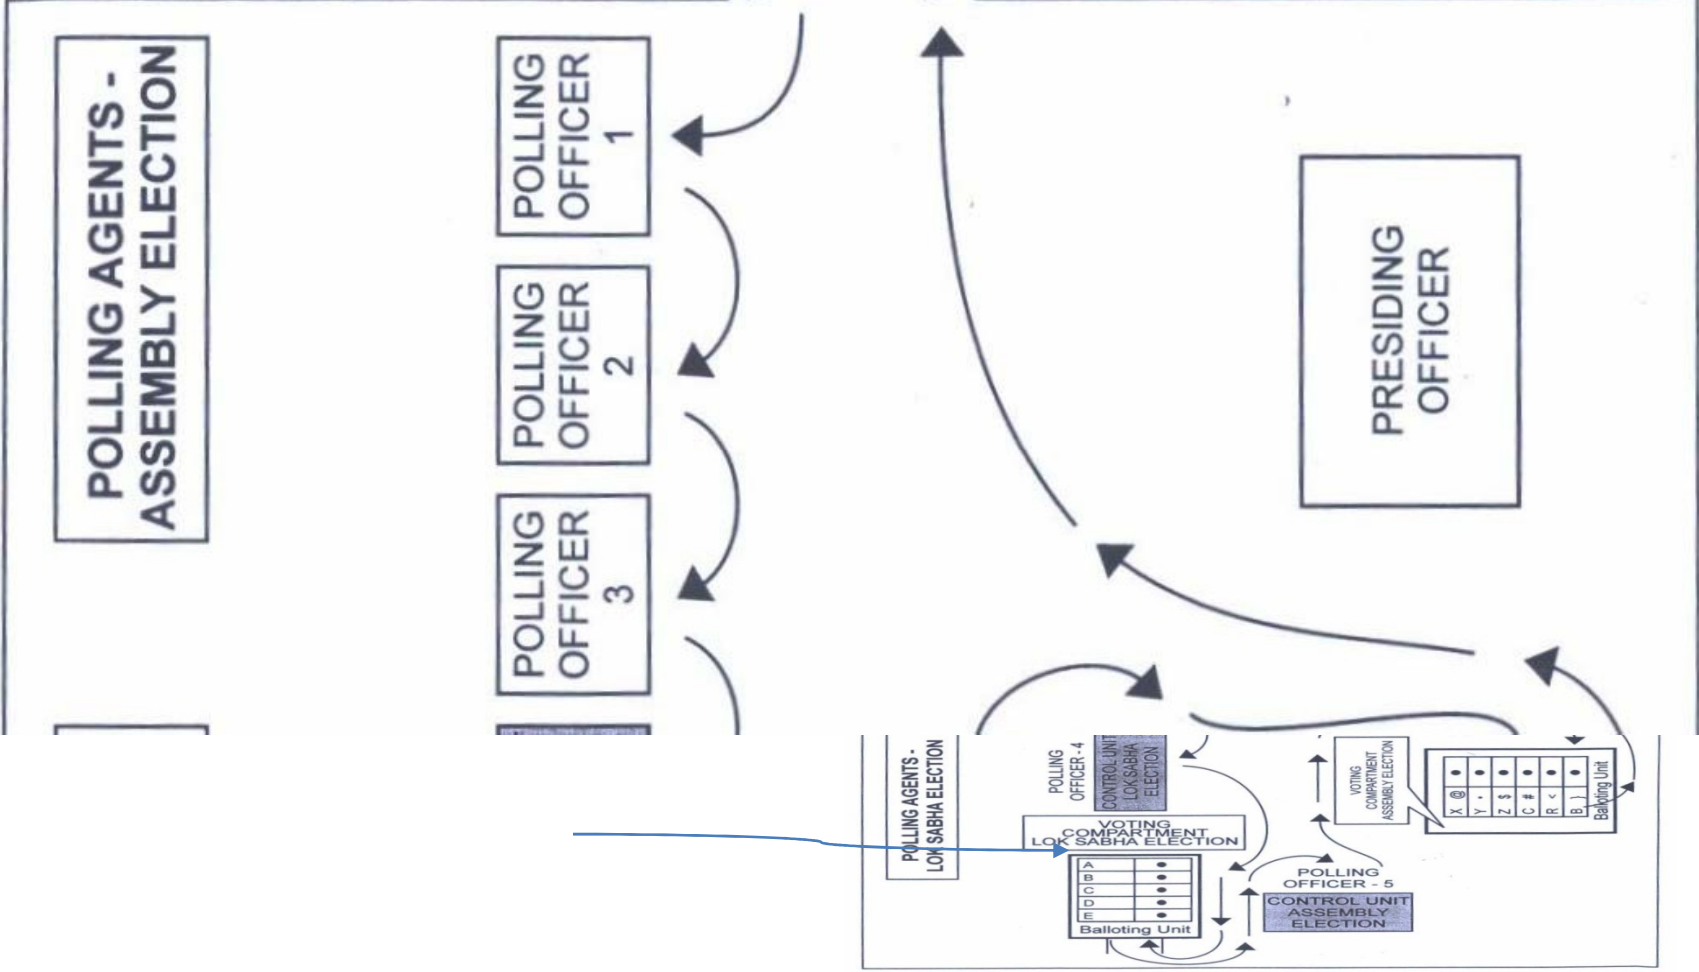 POLLING AGENTS -
ASSEMBLY ELECTION
POLLING
OFFICER
1
POLLING
OFFICER
2
POLLING
OFFICER
3
PRESIDING
OFFICER
POLLING AGENTS -
LOK SABHA ELECTION
POLLING
OFFICER - 4
CONTROL UNIT
LOK SABHA
ELECTION
VOTING
COMPARTMENT
LOK SABHA ELECTION
A
B
C
D
E
Balloting Unit
POLLING
OFFICER - 5
CONTROL UNIT
ASSEMBLY
ELECTION
VOTING
COMPARTMENT
ASSEMBLY ELECTION
X @
Y *
Z $
C #
R <
B }
Balloting Unit